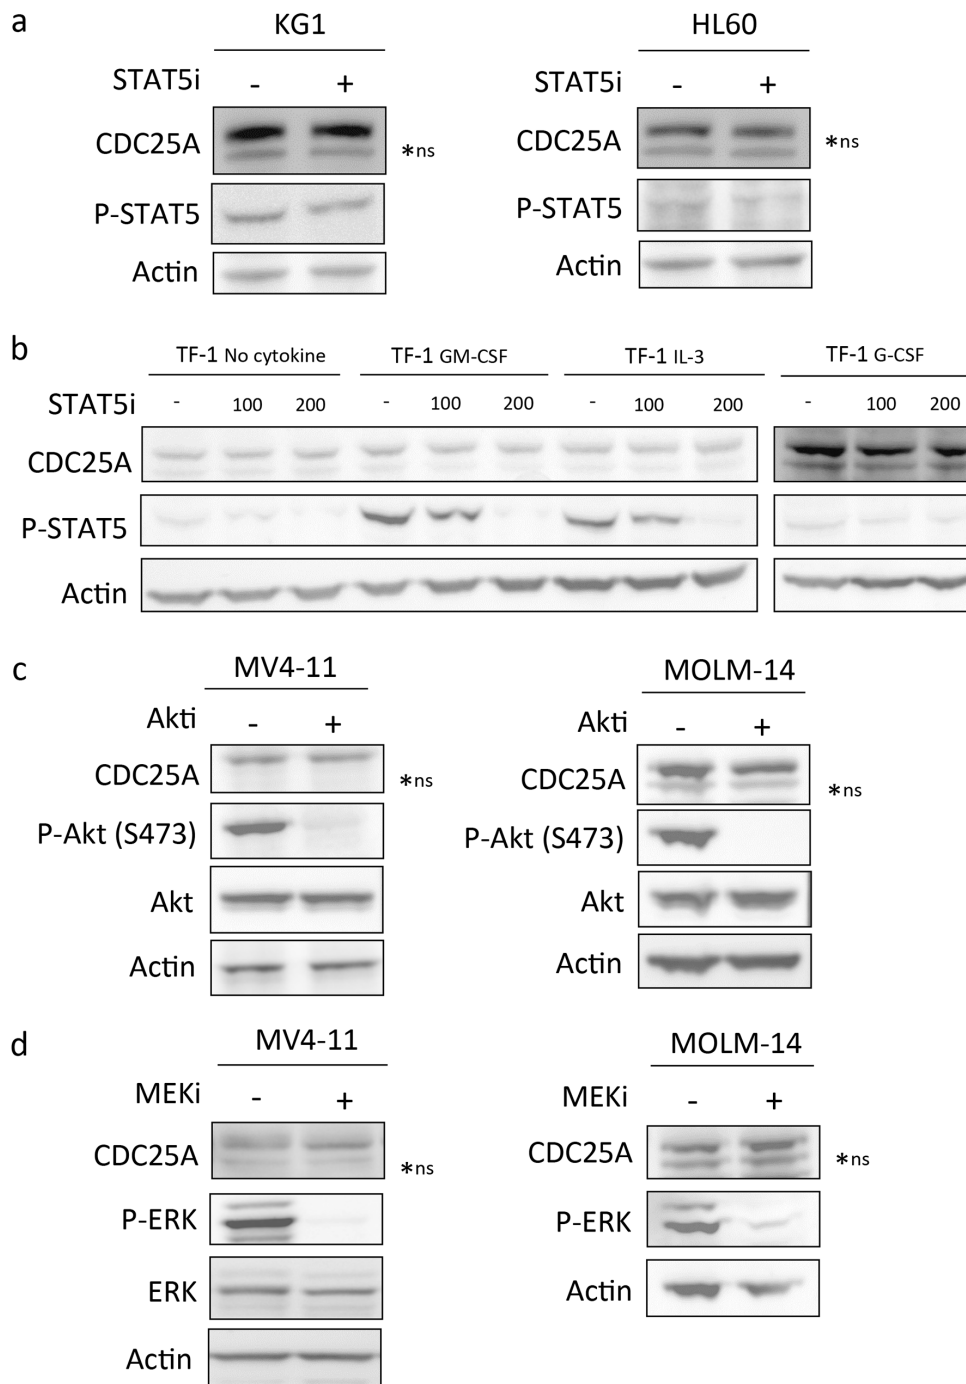 a
KG1
HL60
STAT5i - +
STAT5i - +
CDC25A *ns
CDC25A *ns
P-STAT5
P-STAT5
Actin
Actin
b
TF-1 No cytokine TF-1 GM-CSF TF-1 IL-3 TF-1 G-CSF
STAT5i - 100 200 - 100 200 - 100 200 - 100 200
CDC25A
P-STAT5
Actin
c
MV4-11
MOLM-14
Akti - +
Akti - +
CDC25A *ns
CDC25A *ns
P-Akt (S473)
P-Akt (S473)
Akt
Akt
Actin
Actin
d
MV4-11
MOLM-14
MEKi - +
MEKi - +
CDC25A *ns
CDC25A *ns
P-ERK
P-ERK
ERK
Actin
Actin